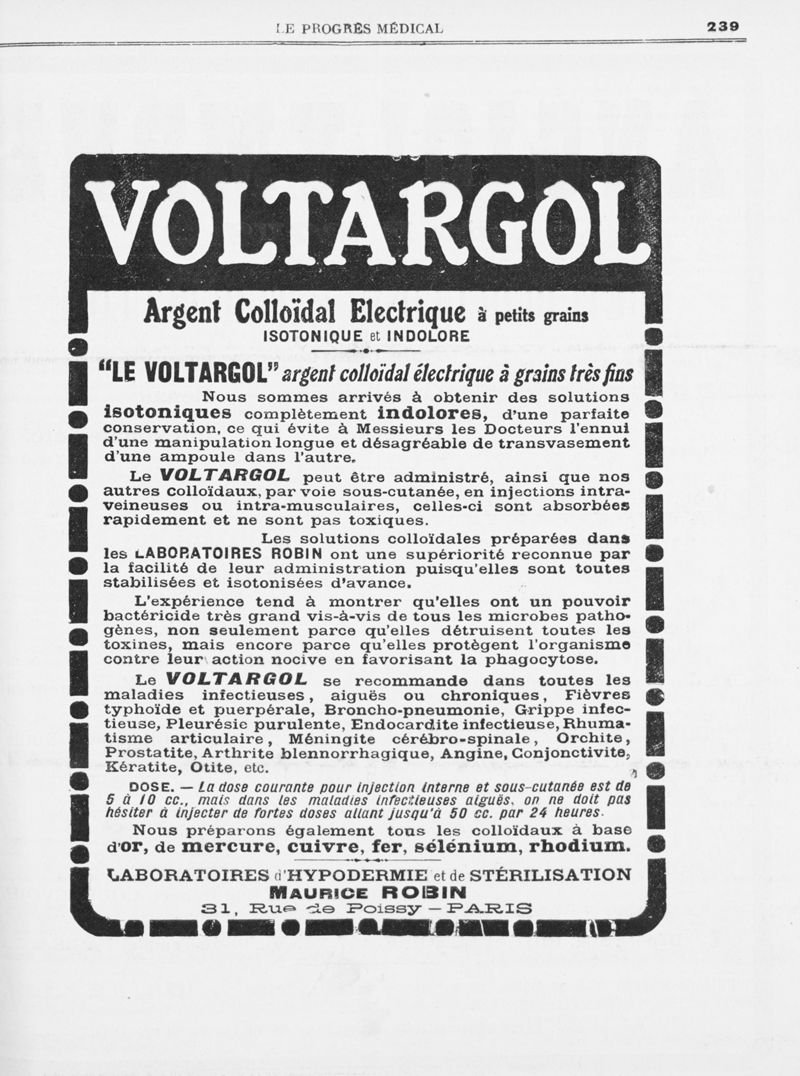 LE PROGRÈS MÉDICAL
239
VOLTARGOL
Argent Colloïdal Electrique à petits grains
ISOTONIQUE et INDOLORE
"LE VOLTARGOL" argent colloïdal électrique à grains très fins
Nous sommes arrivés à obtenir des solutions
isotoniques complètement indolores, d'une parfaite
conservation, ce qui évite à Messieurs les Docteurs l'ennui
d'une manipulation longue et désagréable de transvasement
d'une ampoule dans l'autre.
Le VOLTARGOL peut être administré, ainsi que nos
autres colloïdaux, par voie sous-cutanée, en injections intra-
veineuses ou intra-musculaires, celles-ci sont absorbées
rapidement et ne sont pas toxiques.
Les solutions colloïdales préparées dans
les LABORATOIRES ROBIN ont une supériorité reconnue par
la facilité de leur administration puisqu'elles sont toutes
stabilisées et isotonisées d'avance.
L'expérience tend à montrer qu'elles ont un pouvoir
bactéricide très grand vis-à-vis de tous les microbes patho-
gènes, non seulement parce qu'elles détruisent toutes les
toxines, mais encore parce qu'elles protègent l'organisme
contre leur action nocive en favorisant la phagocytose.
Le VOLTARGOL se recommande dans toutes les
maladies infectieuses, aiguës ou chroniques, Fièvres
typhoïde et puerpérale, Broncho-pneumonie, Grippe infec-
tieuse, Pleurésie purulente, Endocardite infectieuse, Rhuma-
tisme articulaire, Méningite cérébro-spinale, Orchite,
Prostatite, Arthrite blennorrhagique, Angine, Conjonctivite,
Kératite, Otite, etc.
DOSE. — La dose courante pour injection interne et sous-cutanée est de
5 à 10 cc., mais dans les maladies infectieuses aiguës, on ne doit pas
hésiter à injecter de fortes doses allant jusqu'à 50 cc. par 24 heures.
Nous préparons également tous les colloïdaux à base
d'or, de mercure, cuivre, fer, sélénium, rhodium.
LABORATOIRES d'HYPODERMIE et de STÉRILISATION
MAURICE ROBIN
31, Rue de Poissy — PARIS